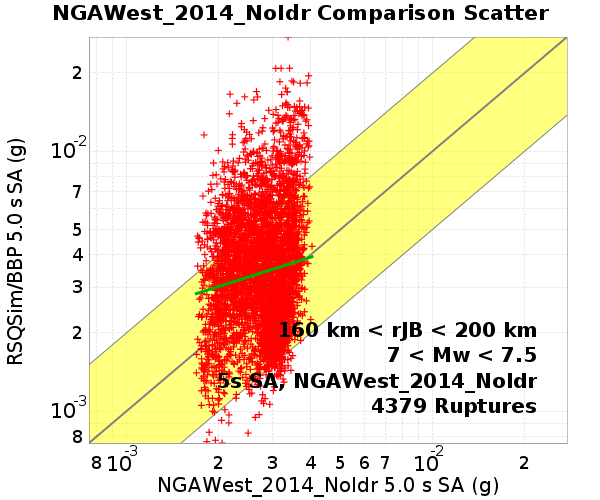 NGAWest_2014_NoIdr Comparison Scatter
RSQSim/BBP 5.0 s SA (g)
2
10-2
7
5
4
3
2
10-3
8
160 km < rJB < 200 km
7 < Mw < 7.5
5s SA, NGAWest_2014_NoIdr
4379 Ruptures
8 10-3 2 3 4 5 6 7 10-2 2
NGAWest_2014_NoIdr 5.0 s SA (g)